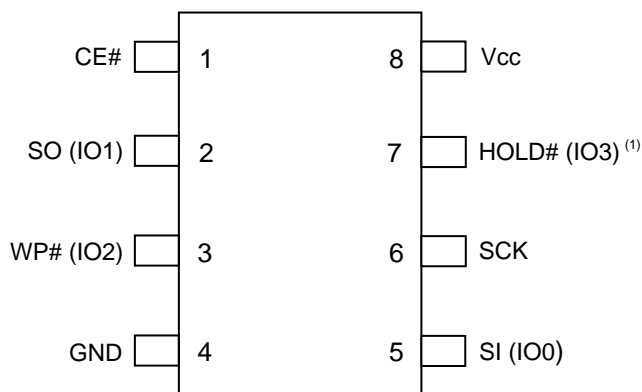 CE# 1 8 Vcc
SO (IO1) 2 7 HOLD# (IO3) (1)
WP# (IO2) 3 6 SCK
GND 4 5 SI (IO0)